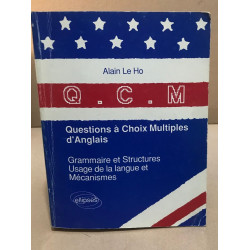 Alain Le Ho
Q.C.M
Questions à Choix Multiples
d'Anglais
Grammaire et Structures
Usage de la langue et
Mécanismes
ellipses